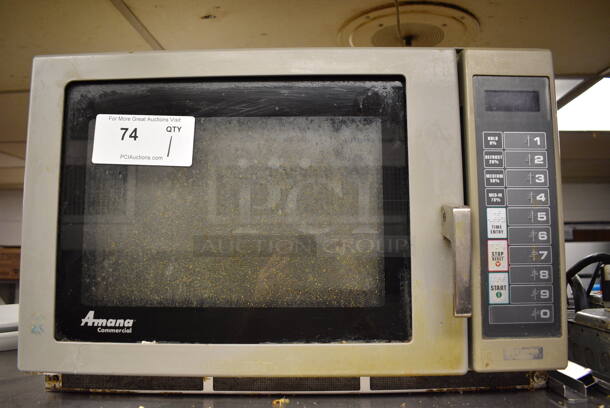 For More Great Auctions Visit
74
QTY
1
PCIAuctions.com
PCI
AUCTION GROUP
Amana
Commercial
HOLD
0%
DEFROST
20%
MEDIUM
50%
MED-HI
70%
TIME
ENTRY
STOP
RESET
START
1
2
3
4
5
6
7
8
9
0